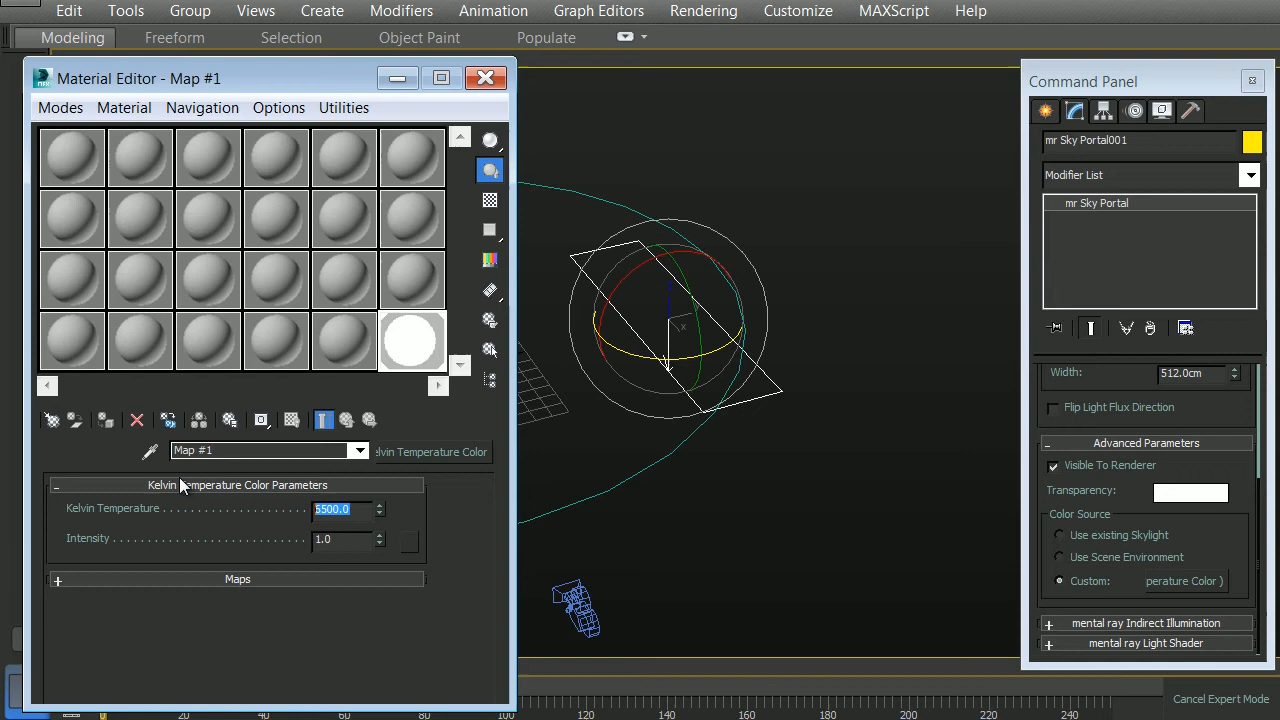 Edit Tools Group Views Create Modifiers Animation Graph Editors Rendering Customize MAXScript Help
Modeling Freeform Selection Object Paint Populate
Material Editor - Map #1
Modes Material Navigation Options Utilities
Map #1
lvin Temperature Color
Kelvin Temperature Color Parameters
Kelvin Temperature 6500.0
Intensity 1.0
+ Maps
x
Command Panel
mr Sky Portal001
Modifier List
mr Sky Portal
Width: 512.0cm
Flip Light Flux Direction
- Advanced Parameters
Visible To Renderer
Transparency:
Color Source
Use existing Skylight
Use Scene Environment
Custom: perature Color )
+ mental ray Indirect Illumination
+ mental ray Light Shader
Cancel Expert Mode
0 20 40 60 80 100 120 140 160 180 200 220 240